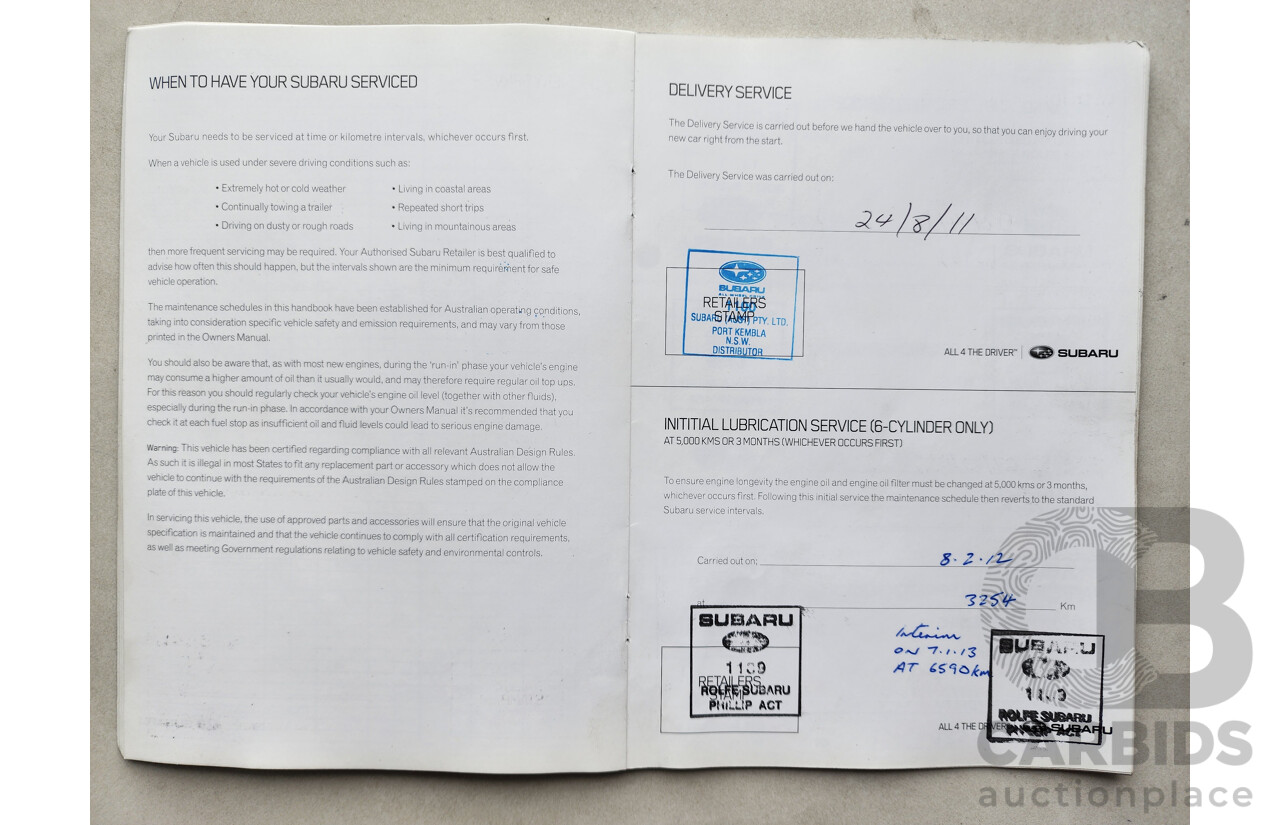 WHEN TO HAVE YOUR SUBARU SERVICED
Your Subaru needs to be serviced at time or kilometre intervals, whichever occurs first.
When a vehicle is used under severe driving conditions such as:
• Extremely hot or cold weather
• Continually towing a trailer
• Driving on dusty or rough roads
• Living in coastal areas
• Repeated short trips
• Living in mountainous areas
then more frequent servicing may be required. Your Authorised Subaru Retailer is best qualified to
advise how often this should happen, but the intervals shown are the minimum requirement for safe
vehicle operation.
The maintenance schedules in this handbook have been established for Australian operating conditions,
taking into consideration specific vehicle safety and emission requirements, and may vary from those
printed in the Owners Manual.
You should also be aware that, as with most new engines, during the 'run-in' phase your vehicle's engine
may consume a higher amount of oil than it usually would, and may therefore require regular oil top ups.
For this reason you should regularly check your vehicle's engine oil level (together with other fluids),
especially during the run-in phase. In accordance with your Owners Manual it's recommended that you
check it at each fuel stop as insufficient oil and fluid levels could lead to serious engine damage.
Warning: This vehicle has been certified regarding compliance with all relevant Australian Design Rules.
As such it is illegal in most States to fit any replacement part or accessory which does not allow the
vehicle to continue with the requirements of the Australian Design Rules stamped on the compliance
plate of this vehicle.
In servicing this vehicle, the use of approved parts and accessories will ensure that the original vehicle
specification is maintained and that the vehicle continues to comply with all certification requirements,
as well as meeting Government regulations relating to vehicle safety and environmental controls.
DELIVERY SERVICE
The Delivery Service is carried out before we hand the vehicle over to you, so that you can enjoy driving your
new car right from the start.
The Delivery Service was carried out on:
24/8/11
SUBARU
RETAILERS
STAMP
SUBARU (AUST) PTY. LTD.
PORT KEMBLA
N.S.W.
DISTRIBUTOR
ALL 4 THE DRIVER™ SUBARU
INITITIAL LUBRICATION SERVICE (6-CYLINDER ONLY)
AT 5,000 KMS OR 3 MONTHS (WHICHEVER OCCURS FIRST)
To ensure engine longevity the engine oil and engine oil filter must be changed at 5,000 kms or 3 months,
whichever occurs first. Following this initial service the maintenance schedule then reverts to the standard
Subaru service intervals.
Carried out on: 8.2.12
at 3254 Km
SUBARU
RETAILERS
STAMP
ROLFE SUBARU
PHILLIP ACT
Interim
ON 7.1.13
AT 6590km
SUBARU
ROLFE SUBARU
ALL 4 THE DRIVER SUBARU
CARBIDS
auctionplace